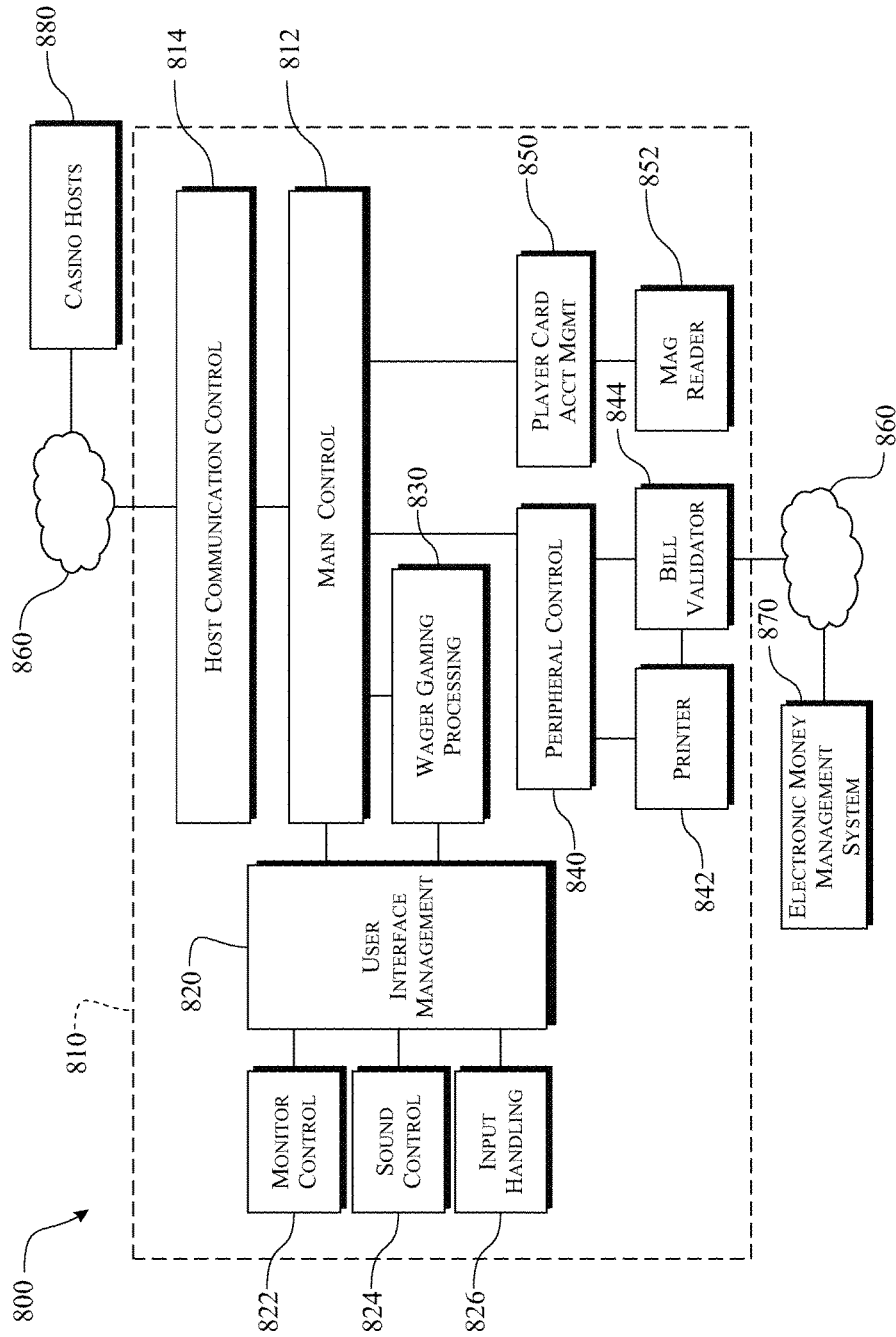 800
810
820
860
880
CASINO HOSTS
814
HOST COMMUNICATION CONTROL
812
MAIN CONTROL
822
MONITOR
CONTROL
824
SOUND
CONTROL
826
INPUT
HANDLING
USER
INTERFACE
MANAGEMENT
830
WAGER GAMING
PROCESSING
840
PERIPHERAL CONTROL
850
PLAYER CARD
ACCT MGMT
842
PRINTER
844
BILL
VALIDATOR
852
MAG
READER
870
ELECTRONIC MONEY
MANAGEMENT
SYSTEM
860